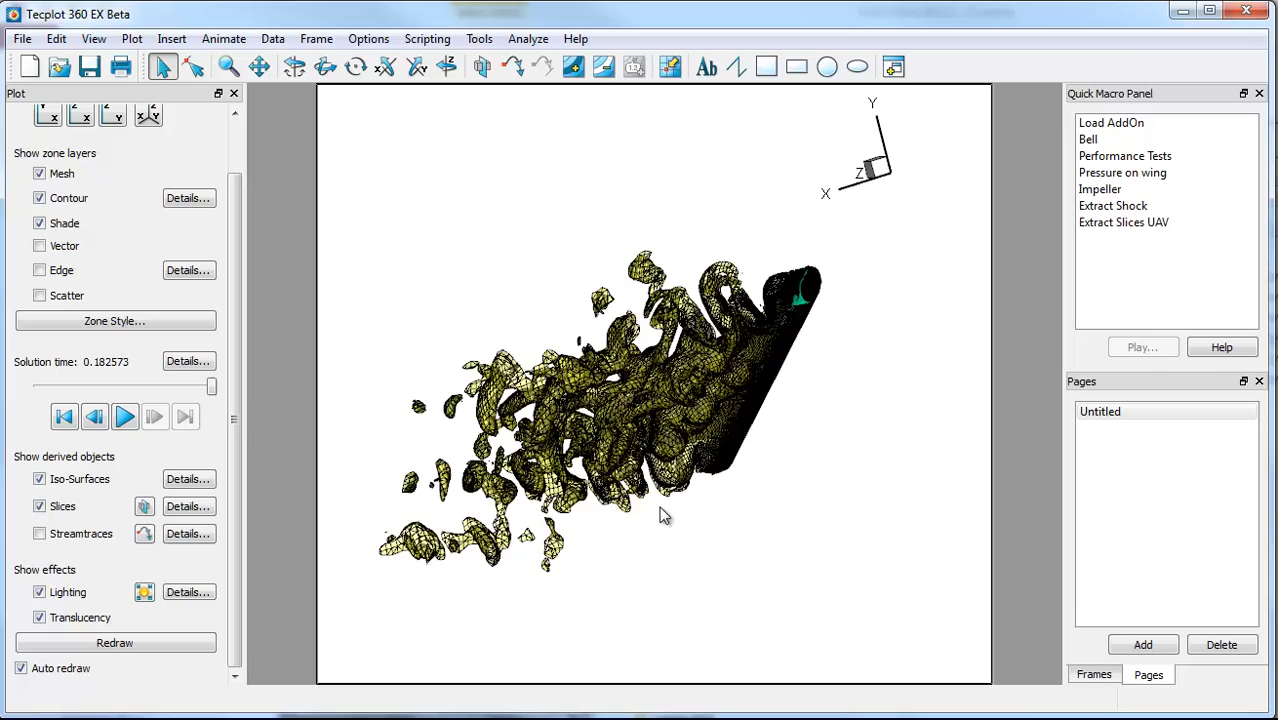 Tecplot 360 EX Beta
File Edit View Plot Insert Animate Data Frame Options Scripting Tools Analyze Help
Plot
Show zone layers
Mesh
Contour Details...
Shade
Vector
Edge Details...
Scatter
Zone Style...
Solution time: 0.182573 Details...
Show derived objects
Iso-Surfaces Details...
Slices Details...
Streamtraces Details...
Show effects
Lighting Details...
Translucency
Redraw
Auto redraw
Y
Z
X
Quick Macro Panel
Load AddOn
Bell
Performance Tests
Pressure on wing
Impeller
Extract Shock
Extract Slices UAV
Play... Help
Pages
Untitled
Add Delete
Frames Pages